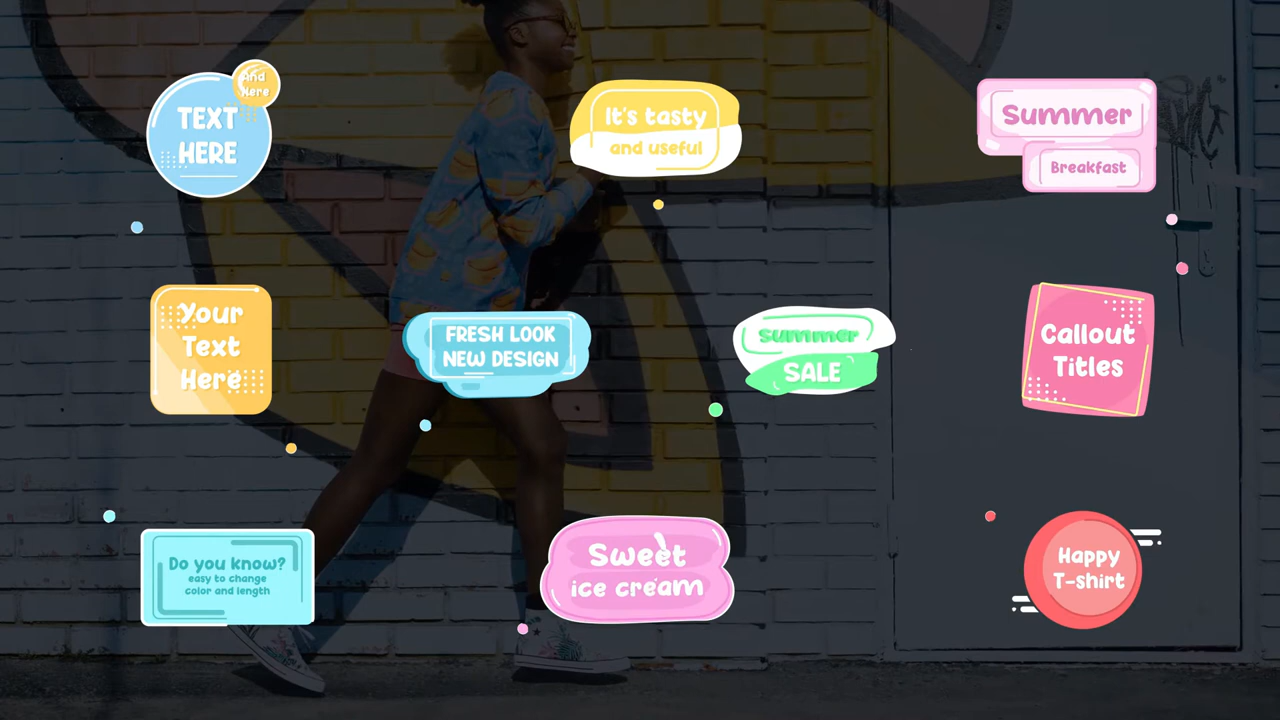 TEXT
HERE
And
Here
It's tasty
and useful
Summer
Breakfast
Your
Text
Here
FRESH LOOK
NEW DESIGN
summer
SALE
Callout
Titles
Do you know?
easy to change
color and length
Sweet
ice cream
Happy
T-shirt